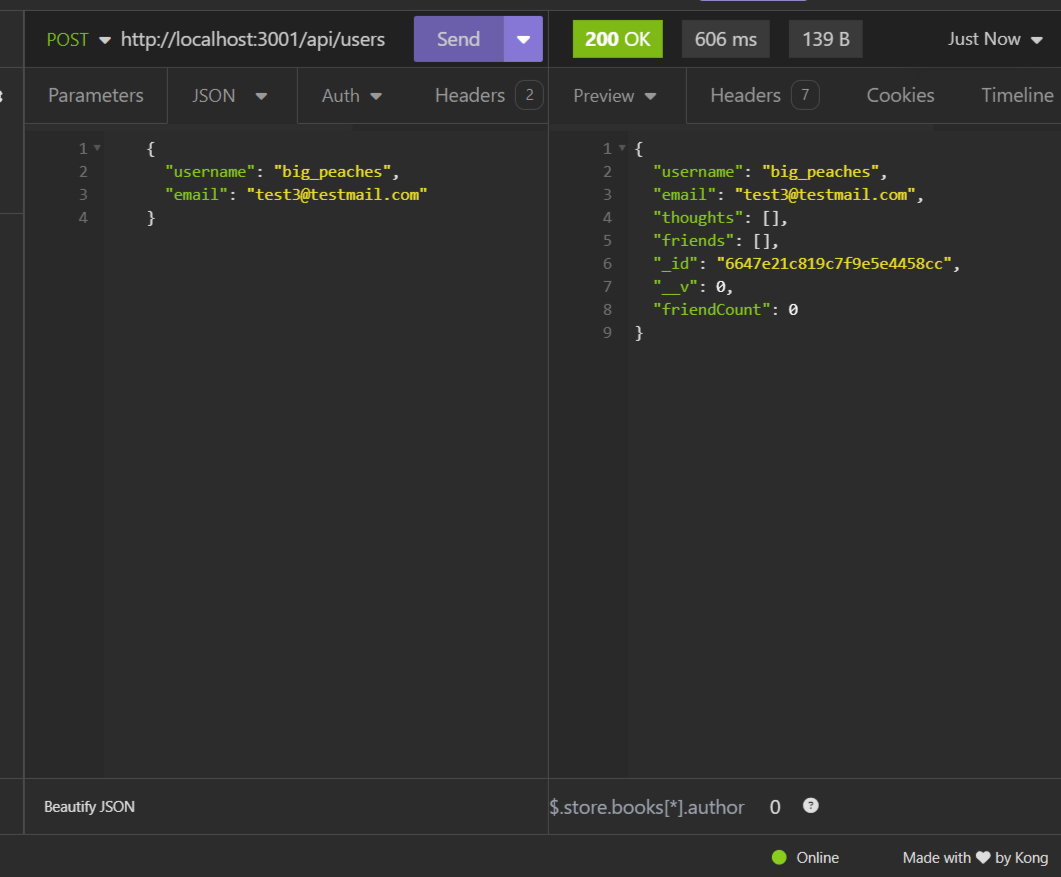 POST http://localhost:3001/api/users Send 200 OK 606 ms 139 B Just Now
Parameters JSON Auth Headers 2 Preview Headers 7 Cookies Timeline
1 {
2 "username": "big_peaches",
3 "email": "test3@testmail.com"
4 }
1 {
2 "username": "big_peaches",
3 "email": "test3@testmail.com",
4 "thoughts": [],
5 "friends": [],
6 "_id": "6647e21c819c7f9e5e4458cc",
7 "__v": 0,
8 "friendCount": 0
9 }
Beautify JSON $.store.books[*].author 0 ?
Online Made with ♥ by Kong